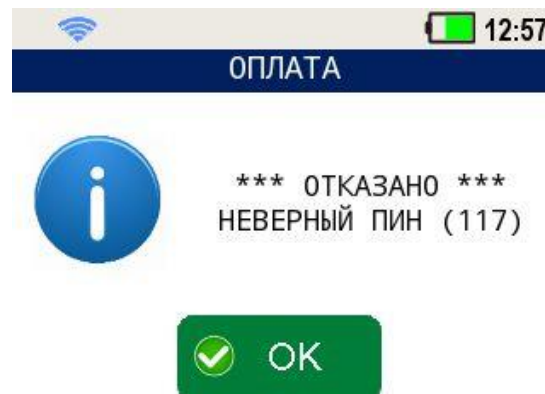 12:57
ОПЛАТА
*** ОТКАЗАНО ***
НЕВЕРНЫЙ ПИН (117)
OK